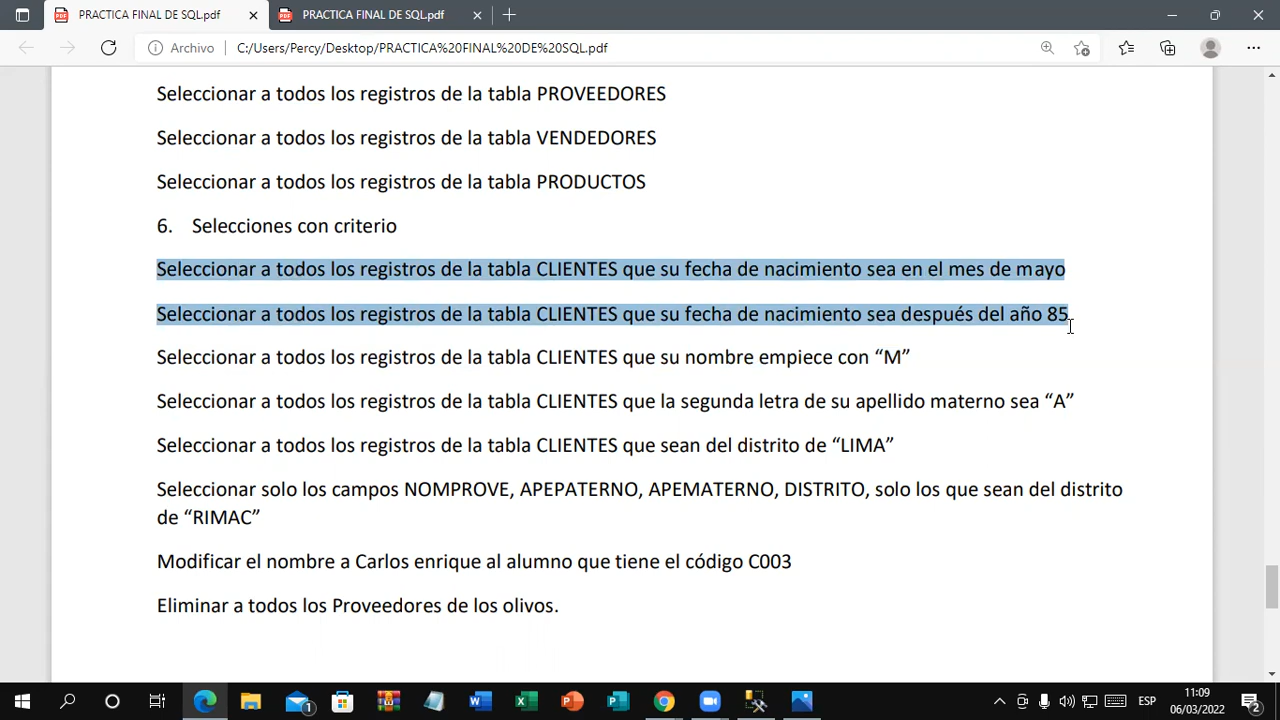 PRACTICA FINAL DE SQL.pdf
PRACTICA FINAL DE SQL.pdf
Archivo
C:/Users/Percy/Desktop/PRACTICA%20FINAL%20DE%20SQL.pdf
Seleccionar a todos los registros de la tabla PROVEEDORES
Seleccionar a todos los registros de la tabla VENDEDORES
Seleccionar a todos los registros de la tabla PRODUCTOS
6. Selecciones con criterio
Seleccionar a todos los registros de la tabla CLIENTES que su fecha de nacimiento sea en el mes de mayo
Seleccionar a todos los registros de la tabla CLIENTES que su fecha de nacimiento sea después del año 85
Seleccionar a todos los registros de la tabla CLIENTES que su nombre empiece con “M”
Seleccionar a todos los registros de la tabla CLIENTES que la segunda letra de su apellido materno sea “A”
Seleccionar a todos los registros de la tabla CLIENTES que sean del distrito de “LIMA”
Seleccionar solo los campos NOMPROVE, APEPATERNO, APEMATERNO, DISTRITO, solo los que sean del distrito
de “RIMAC”
Modificar el nombre a Carlos enrique al alumno que tiene el código C003
Eliminar a todos los Proveedores de los olivos.
ESP
11:09
06/03/2022